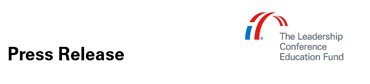 The Leadership
Conference
Education Fund
Press Release